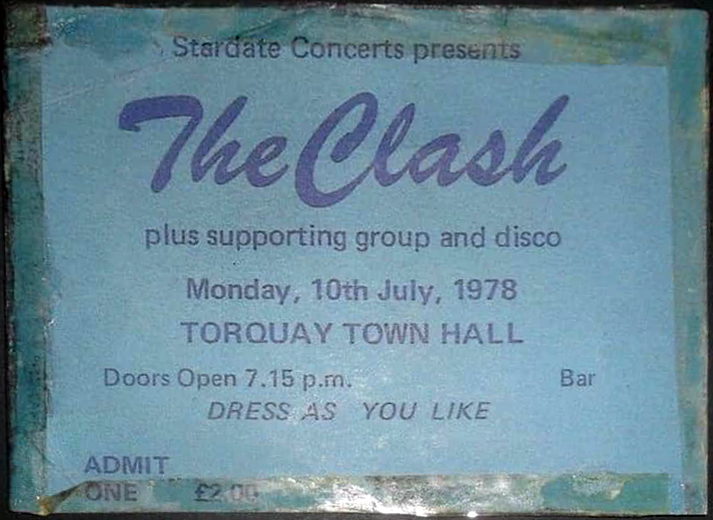 Stardate Concerts presents
The Clash
plus supporting group and disco
Monday, 10th July, 1978
TORQUAY TOWN HALL
Doors Open 7.15 p.m. Bar
DRESS AS YOU LIKE
ADMIT
ONE £2.00